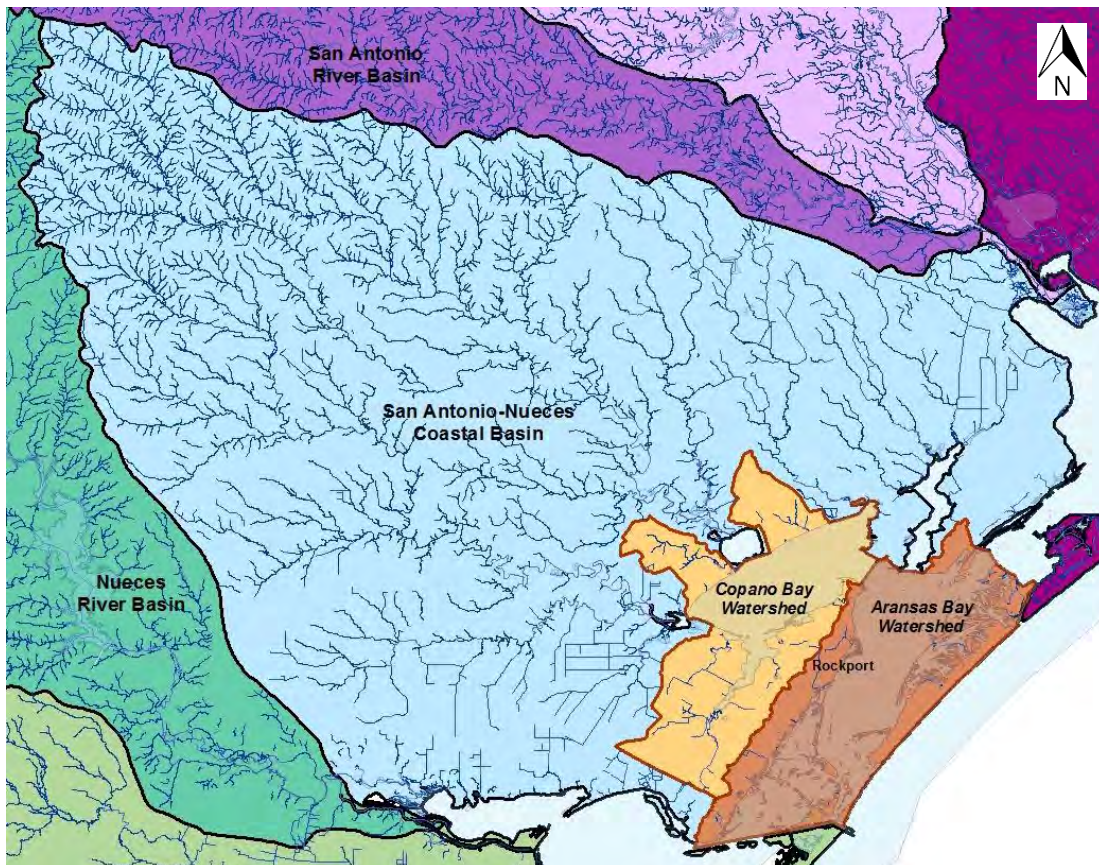 San Antonio
River Basin
N
San Antonio-Nueces
Coastal Basin
Nueces
River Basin
Copano Bay
Watershed
Aransas Bay
Watershed
Rockport